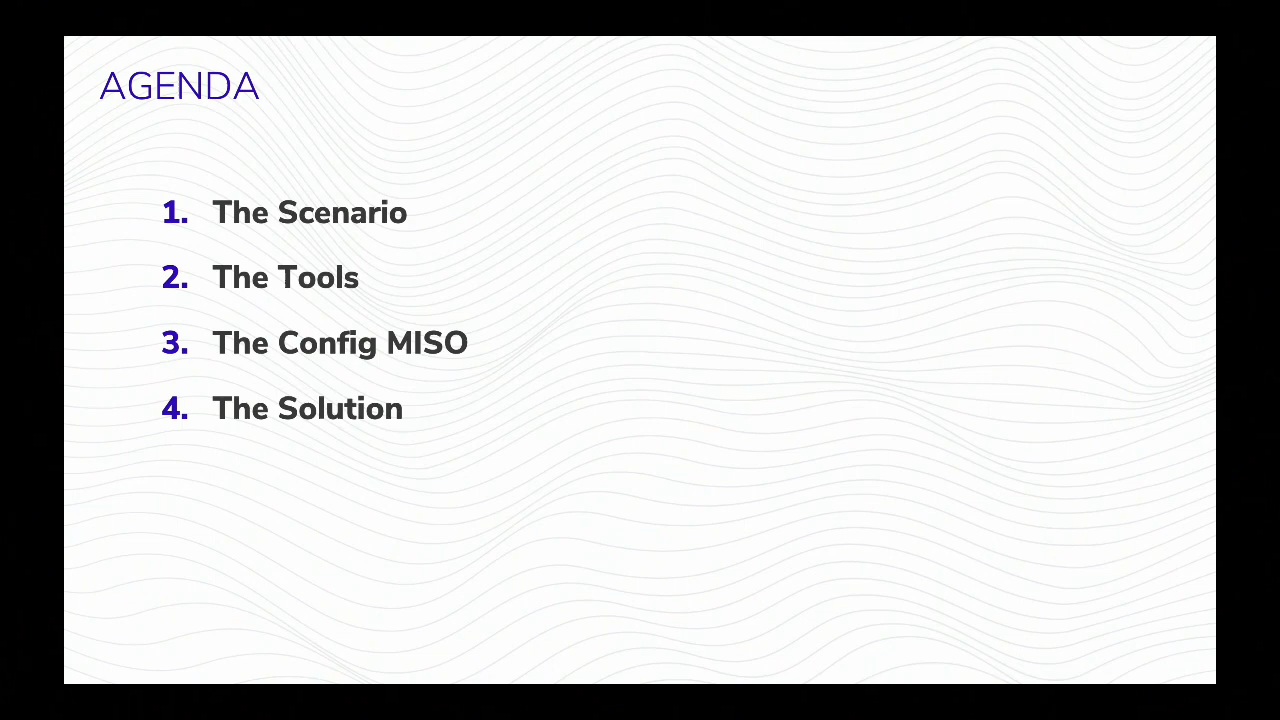 AGENDA
1. The Scenario
2. The Tools
3. The Config MISO
4. The Solution